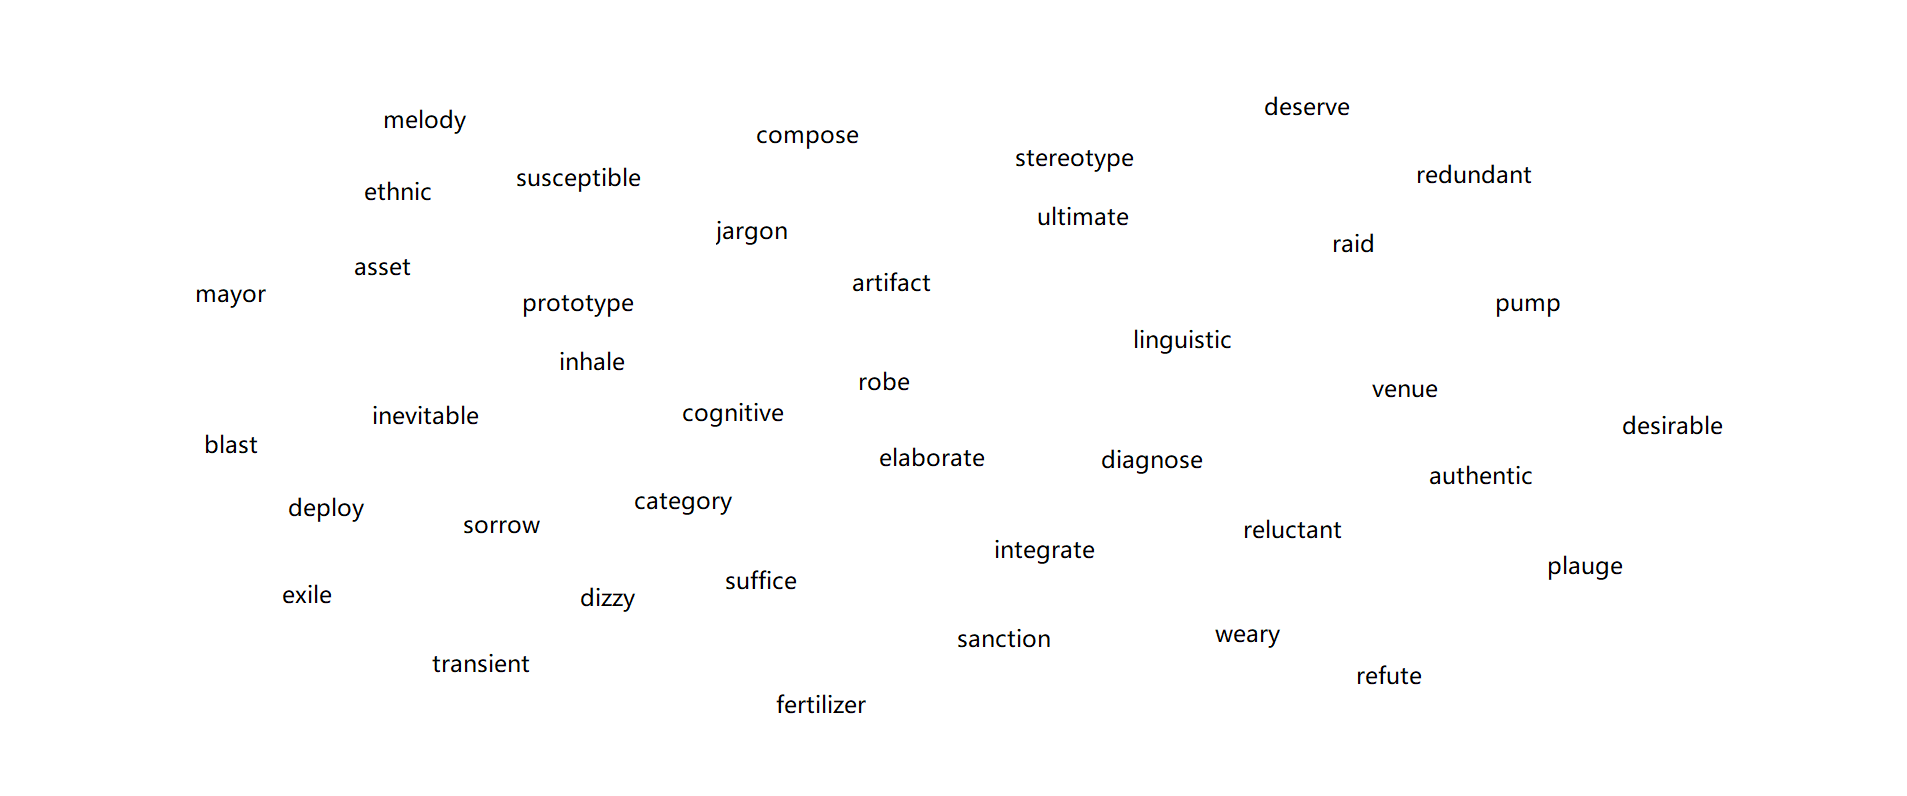 deserve
melody
compose
stereotype
redundant
susceptible
ethnic
ultimate
jargon
raid
asset
artifact
mayor
prototype
pump
linguistic
inhale
robe
venue
cognitive
inevitable
desirable
blast
elaborate
diagnose
authentic
category
deploy
sorrow
reluctant
integrate
plauge
suffice
exile
dizzy
weary
sanction
transient
refute
fertilizer